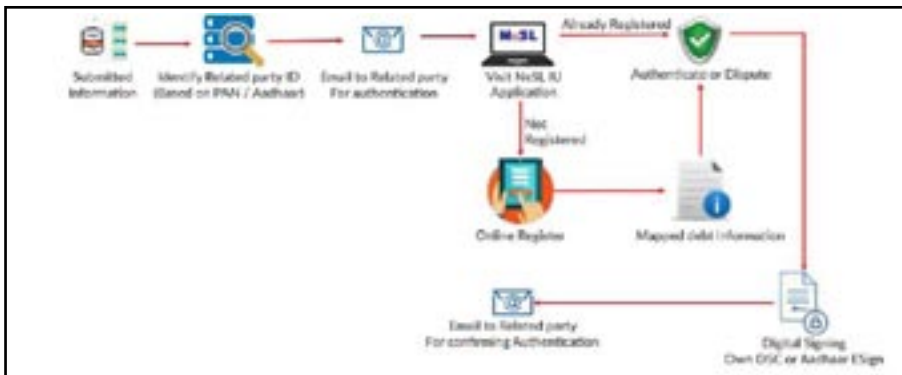 Submitted
Information
Identify Related party ID
(Based on PAN / Aadhaar)
Email to Related party
For authentication
NeSL
Visit NeSL IU
Application
Already Registered
Authenticate or Dispute
Not
Registered
Online Register
Mapped debt Information
Digital Signing
Own DSC or Aadhaar ESign
Email to Related party
For confirming Authentication